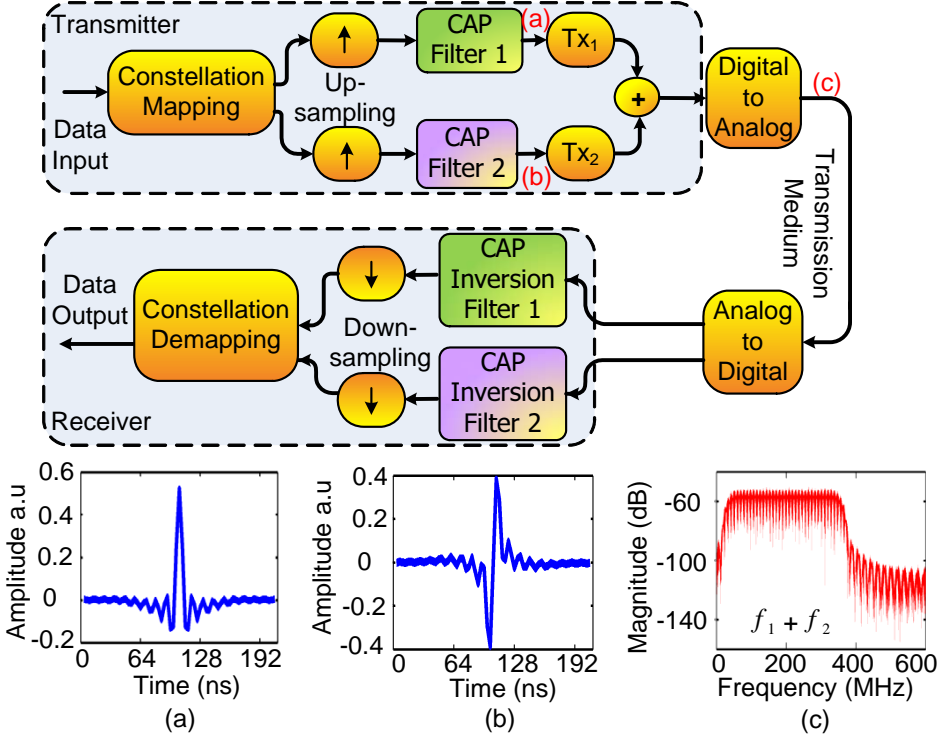 Transmitter
Data
Input
Constellation
Mapping
↑
↑
Up-
sampling
CAP
Filter 1
CAP
Filter 2
(a)
(b)
Tx1
Tx2
+
Digital
to
Analog
(c)
Transmission
Medium
Analog
to
Digital
CAP
Inversion
Filter 1
CAP
Inversion
Filter 2
↓
↓
Down-
sampling
Constellation
Demapping
Data
Output
Receiver
Amplitude a.u
0.6
0.4
0.2
0
-0.2
0 64 128 192
Time (ns)
(a)
Amplitude a.u
0.4
0.2
0
-0.2
0.4
0 64 128 192
Time (ns)
(b)
Magnitude (dB)
-60
-100
-140
f1 + f2
0 200 400 600
Frequency (MHz)
(c)